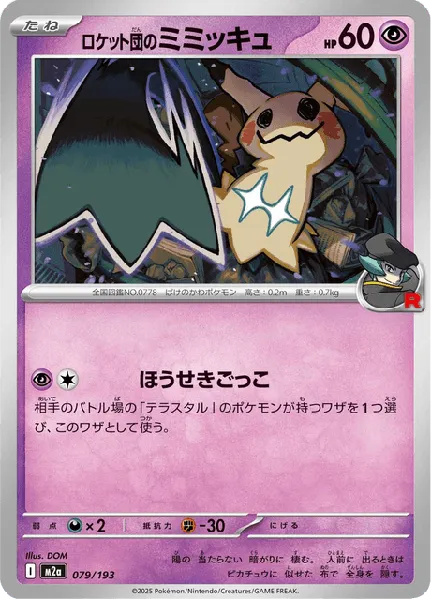 たね
ロケット団のミミッキュ HP60
全国図鑑NO.0778 ばけのかわポケモン 高さ:0.2m 重さ:0.7kg
R
ほうせきごっこ
相手のバトル場の「テラスタル」のポケモンが持つワザを1つ選
び、このワザとして使う。
弱点 ×2 抵抗力 -30 にげる
Illus. DOM
I m2a 079/193
陽の 当たらない 暗がりに 棲む。人前に 出るときは
ピカチュウに 似せた 布で 全身を 隠す。
©2025 Pokémon/Nintendo/Creatures/GAME FREAK.